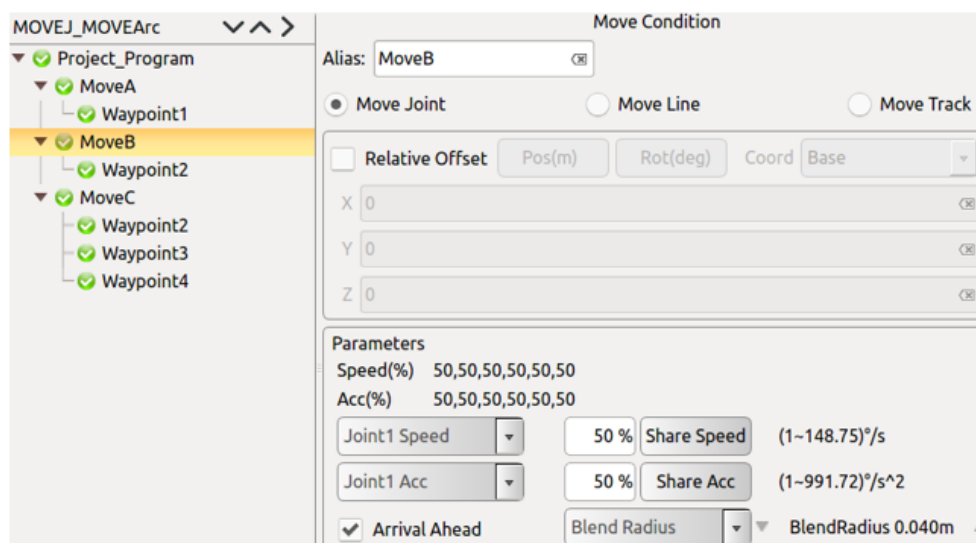 MOVEJ_MOVEArc
Project_Program
MoveA
Waypoint1
MoveB
Waypoint2
MoveC
Waypoint2
Waypoint3
Waypoint4
Move Condition
Alias: MoveB
Move Joint Move Line Move Track
Relative Offset Pos(m) Rot(deg) Coord Base
X 0
Y 0
Z 0
Parameters
Speed(%) 50,50,50,50,50,50
Acc(%) 50,50,50,50,50,50
Joint1 Speed 50 % Share Speed (1~148.75)°/s
Joint1 Acc 50 % Share Acc (1~991.72)°/s^2
Arrival Ahead Blend Radius BlendRadius 0.040m